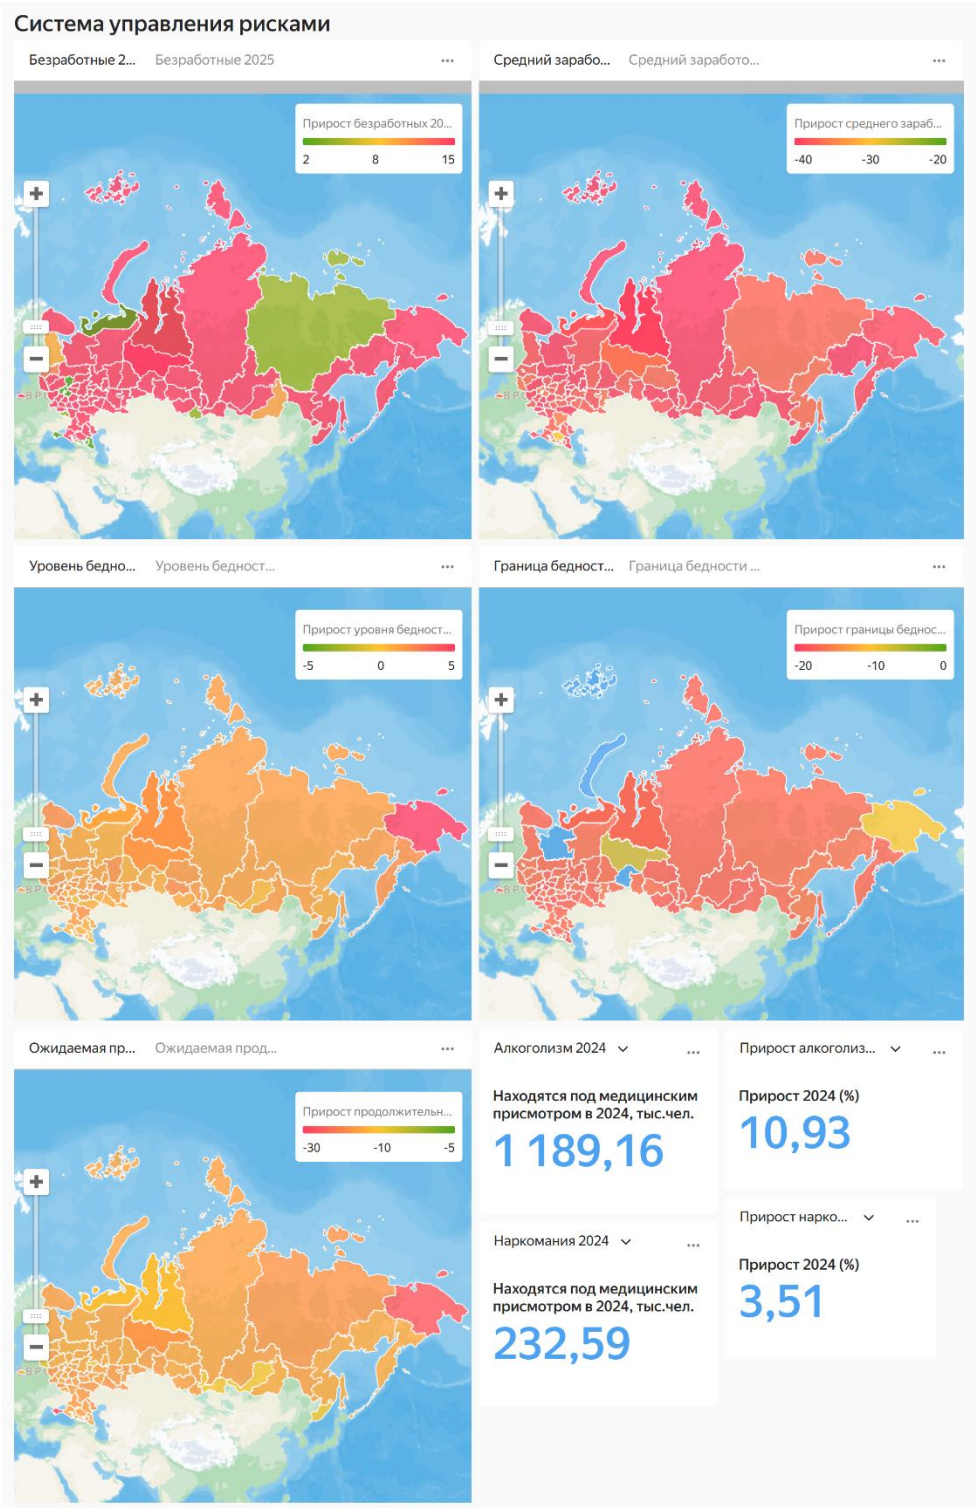 Система управления рисками
Безработные 2... Безработные 2025
Средний зарабо... Средний заработо...
Прирост безработных 20...
2 8 15
Прирост среднего зараб...
-40 -30 -20
Уровень бедно... Уровень бедност...
Граница бедност... Граница бедности ...
Прирост уровня бедност...
-5 0 5
Прирост границы беднос...
-20 -10 0
Ожидаемая пр... Ожидаемая прод...
Прирост продолжительн...
-30 -10 -5
Алкоголизм 2024
Находятся под медицинским
присмотром в 2024, тыс.чел.
1 189,16
Прирост алкоголиз...
Прирост 2024 (%)
10,93
Наркомания 2024
Находятся под медицинским
присмотром в 2024, тыс.чел.
232,59
Прирост нарко...
Прирост 2024 (%)
3,51